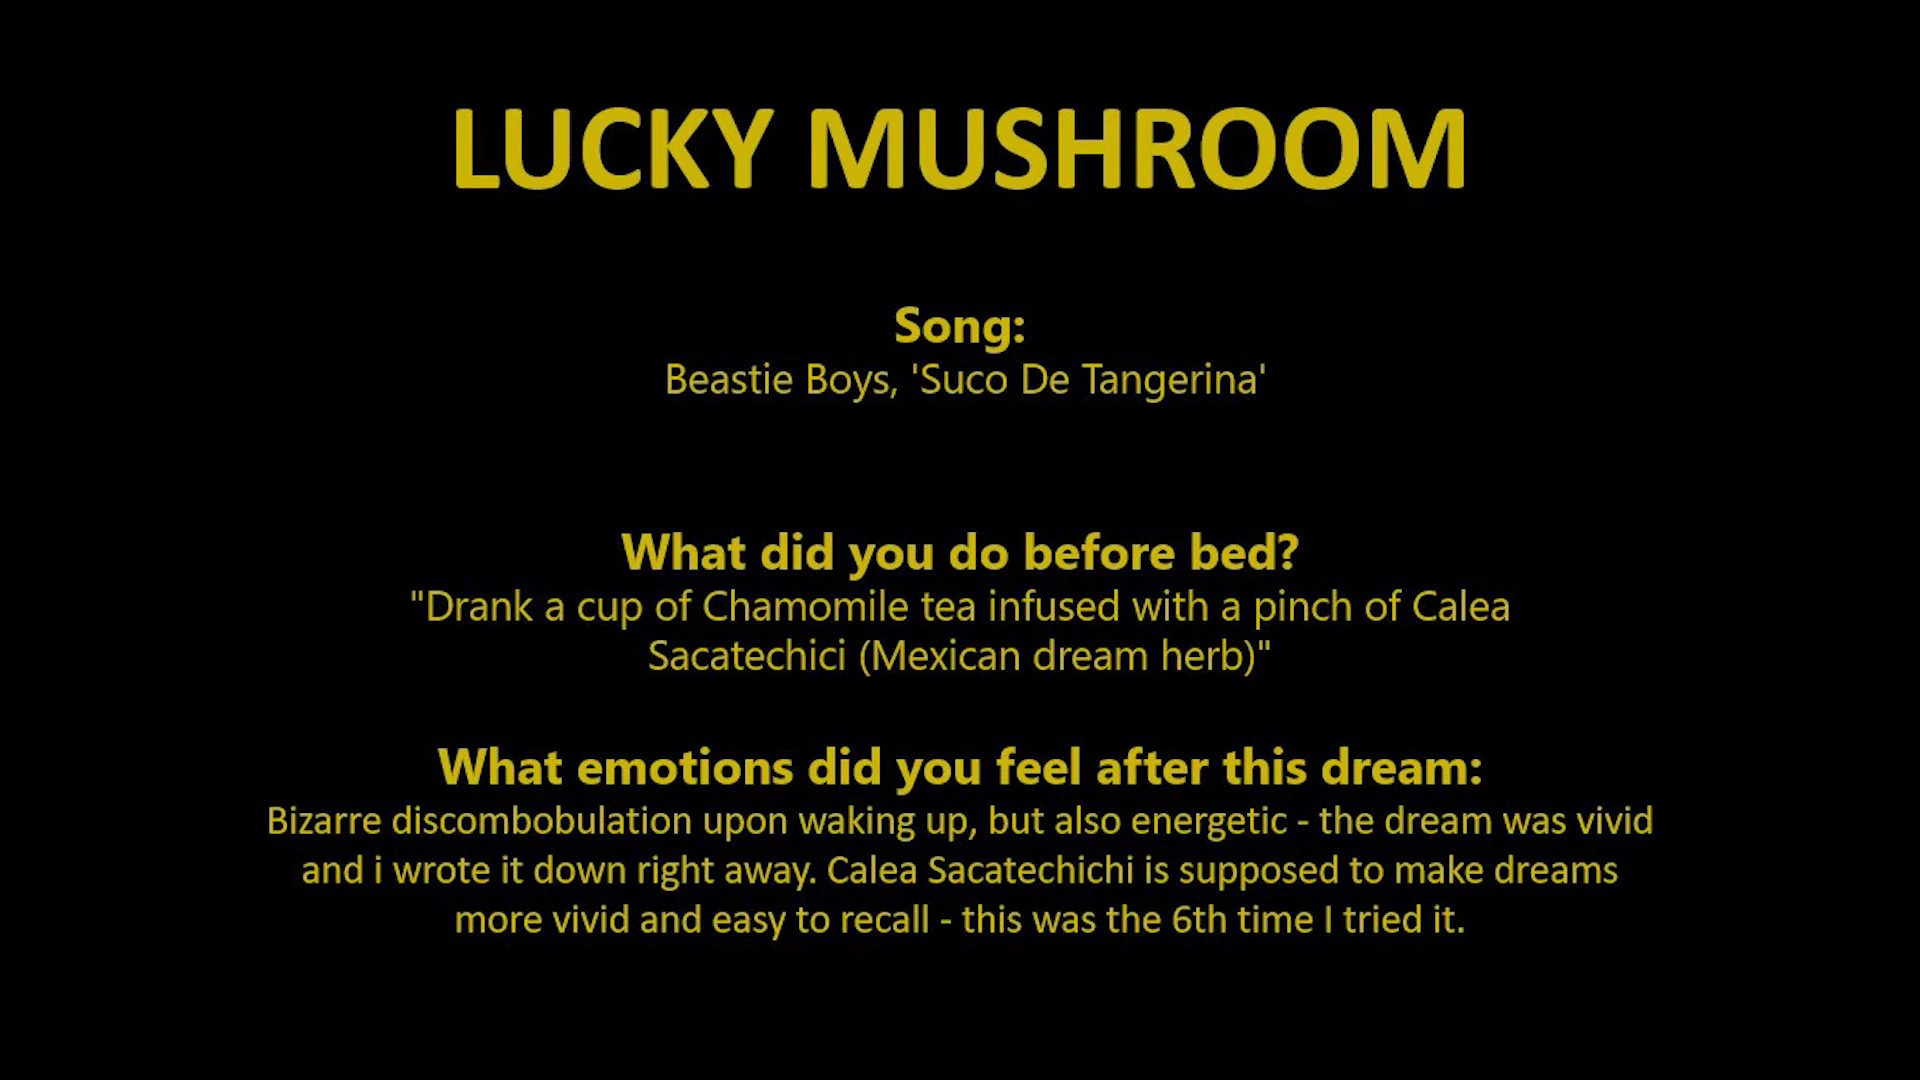 LUCKY MUSHROOM
Song:
Beastie Boys, 'Suco De Tangerina'
What did you do before bed?
"Drank a cup of Chamomile tea infused with a pinch of Calea
Sacatechici (Mexican dream herb)"
What emotions did you feel after this dream:
Bizarre discombobulation upon waking up, but also energetic - the dream was vivid
and i wrote it down right away. Calea Sacatechichi is supposed to make dreams
more vivid and easy to recall - this was the 6th time I tried it.